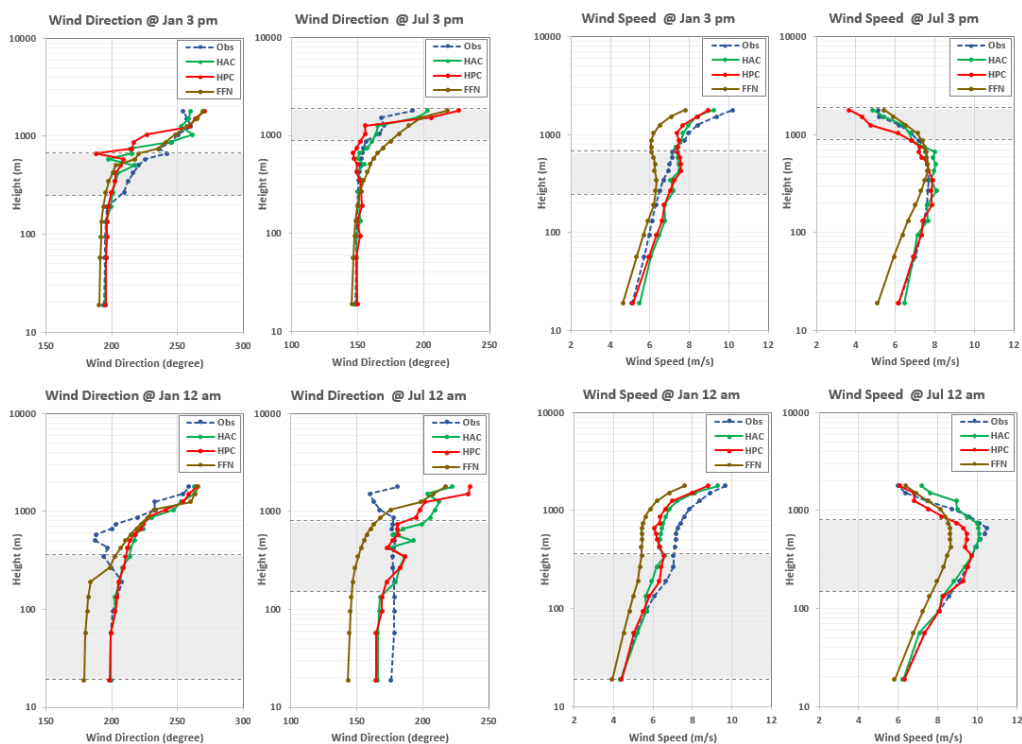 Wind Direction @ Jan 3 pm
10000
1000
100
10
Height (m)
Obs
HAC
HPC
FFN
150 200 250 300
Wind Direction (degree)
Wind Direction @ Jul 3 pm
10000
1000
100
10
Height (m)
Obs
HAC
HPC
FFN
100 150 200 250
Wind Direction (degree)
Wind Speed @ Jan 3 pm
10000
1000
100
10
Height (m)
Obs
HAC
HPC
FFN
2 4 6 8 10 12
Wind Speed (m/s)
Wind Speed @ Jul 3 pm
10000
1000
100
10
Height (m)
Obs
HAC
HPC
FFN
2 4 6 8 10 12
Wind Speed (m/s)
Wind Direction @ Jan 12 am
10000
1000
100
10
Height (m)
Obs
HAC
HPC
FFN
150 200 250 300
Wind Direction (degree)
Wind Direction @ Jul 12 am
10000
1000
100
10
Height (m)
Obs
HAC
HPC
FFN
100 150 200 250
Wind Direction (degree)
Wind Speed @ Jan 12 am
10000
1000
100
10
Height (m)
Obs
HAC
HPC
FFN
2 4 6 8 10 12
Wind Speed (m/s)
Wind Speed @ Jul 12 am
10000
1000
100
10
Height (m)
Obs
HAC
HPC
FFN
2 4 6 8 10 12
Wind Speed (m/s)